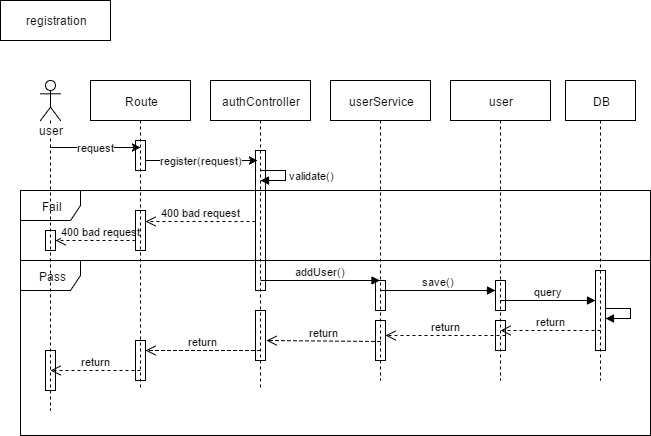 registration
user
Route
authController
userService
user
DB
request
register(request)
validate()
Fail
400 bad request
400 bad request
Pass
addUser()
save()
query
return
return
return
return
return